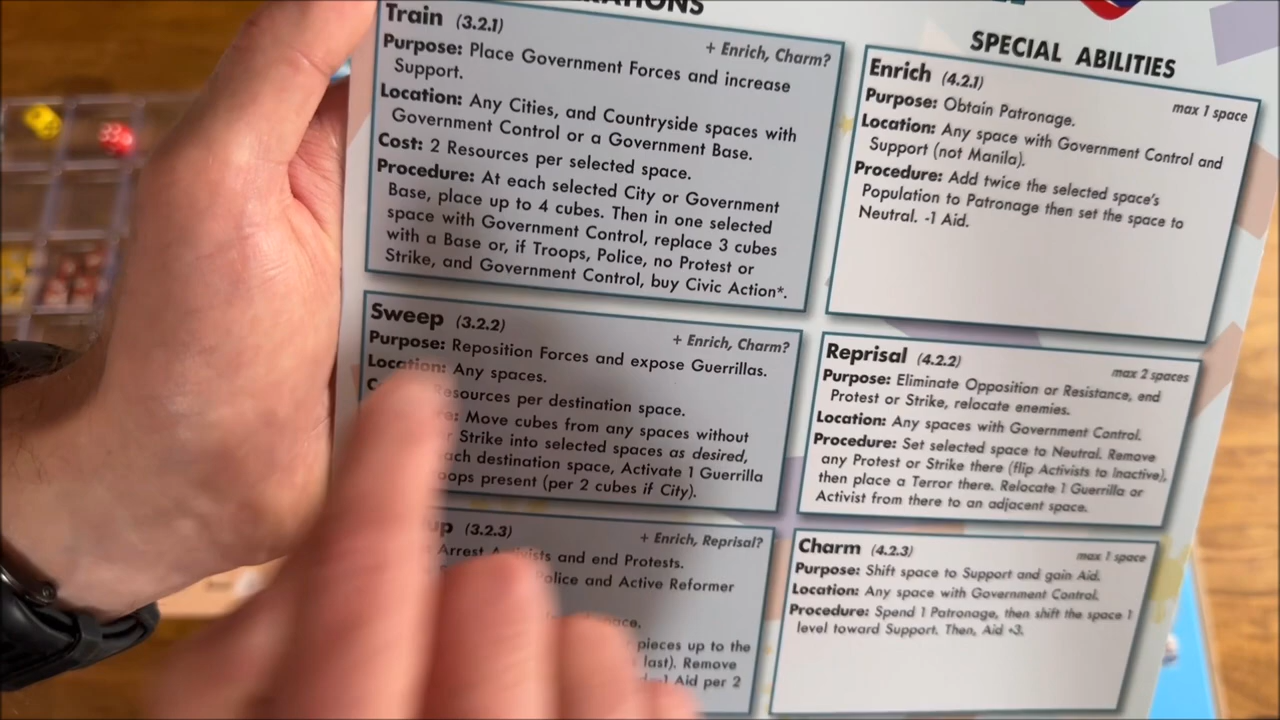 RATIONS
Train (3.2.1)
+ Enrich, Charm?
Purpose: Place Government Forces and increase
Support.
Location: Any Cities, and Countryside spaces with
Government Control or a Government Base.
Cost: 2 Resources per selected space.
Procedure: At each selected City or Government
Base, place up to 4 cubes. Then in one selected
space with Government Control, replace 3 cubes
with a Base or, if Troops, Police, no Protest or
Strike, and Government Control, buy Civic Action*.
Sweep (3.2.2)
+ Enrich, Charm?
Purpose: Reposition Forces and expose Guerrillas.
Location: Any spaces.
Resources per destination space.
Move cubes from any spaces without
Strike into selected spaces as desired,
destination space, Activate 1 Guerrilla
present (per 2 cubes if City).
(3.2.3)
+ Enrich, Reprisal?
Arrest Activists and end Protests.
and Active Reformer
pieces up to the
last). Remove
-1 Aid per 2
SPECIAL ABILITIES
Enrich (4.2.1)
max 1 space
Purpose: Obtain Patronage.
Location: Any space with Government Control and
Support (not Manila).
Procedure: Add twice the selected space's
Population to Patronage then set the space to
Neutral. -1 Aid.
Reprisal (4.2.2)
max 2 spaces
Purpose: Eliminate Opposition or Resistance, end
Protest or Strike, relocate enemies.
Location: Any spaces with Government Control.
Procedure: Set selected space to Neutral. Remove
any Protest or Strike there (flip Activists to Inactive),
then place a Terror there. Relocate 1 Guerrilla or
Activist from there to an adjacent space.
Charm (4.2.3)
max 1 space
Purpose: Shift space to Support and gain Aid.
Location: Any space with Government Control.
Procedure: Spend 1 Patronage, then shift the space 1
level toward Support. Then, Aid +3.